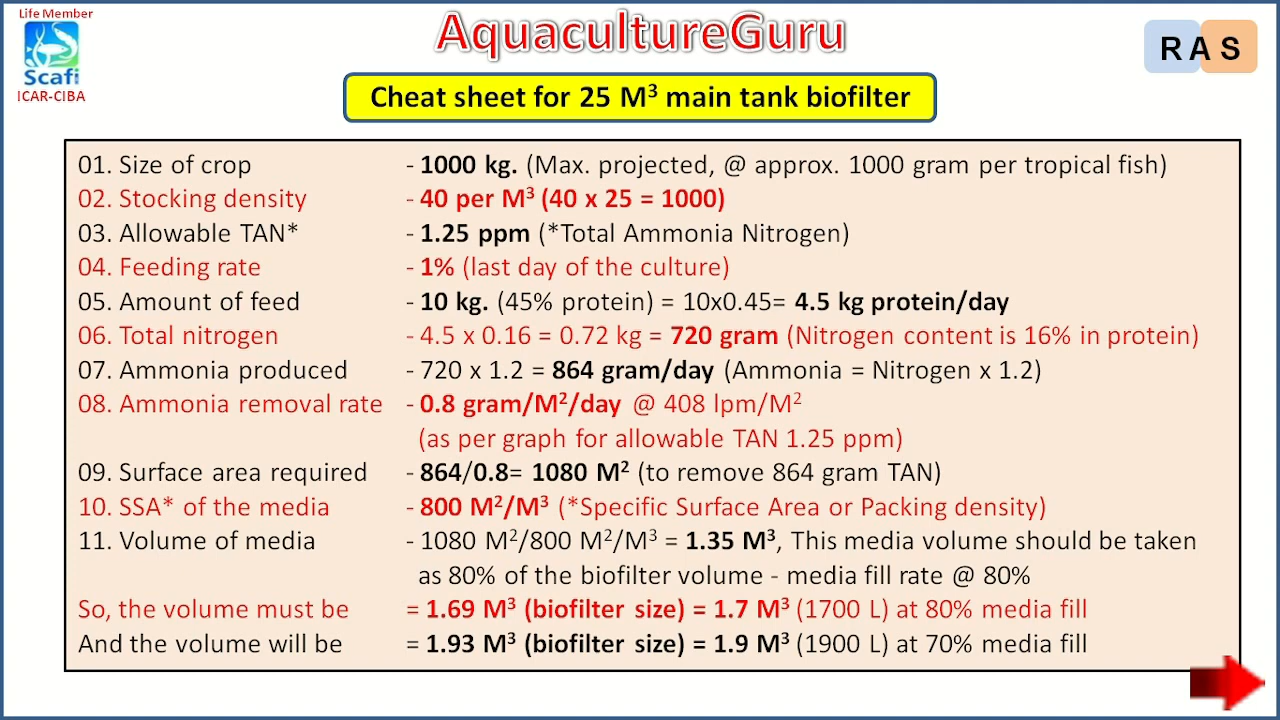 Life Member
Scafi
ICAR-CIBA
AquacultureGuru
R A S
Cheat sheet for 25 M³ main tank biofilter
01. Size of crop - 1000 kg. (Max. projected, @ approx. 1000 gram per tropical fish)
02. Stocking density - 40 per M³ (40 x 25 = 1000)
03. Allowable TAN* - 1.25 ppm (*Total Ammonia Nitrogen)
04. Feeding rate - 1% (last day of the culture)
05. Amount of feed - 10 kg. (45% protein) = 10x0.45= 4.5 kg protein/day
06. Total nitrogen - 4.5 x 0.16 = 0.72 kg = 720 gram (Nitrogen content is 16% in protein)
07. Ammonia produced - 720 x 1.2 = 864 gram/day (Ammonia = Nitrogen x 1.2)
08. Ammonia removal rate - 0.8 gram/M²/day @ 408 lpm/M²
(as per graph for allowable TAN 1.25 ppm)
09. Surface area required - 864/0.8= 1080 M² (to remove 864 gram TAN)
10. SSA* of the media - 800 M²/M³ (*Specific Surface Area or Packing density)
11. Volume of media - 1080 M²/800 M²/M³ = 1.35 M³, This media volume should be taken
as 80% of the biofilter volume - media fill rate @ 80%
So, the volume must be = 1.69 M³ (biofilter size) = 1.7 M³ (1700 L) at 80% media fill
And the volume will be = 1.93 M³ (biofilter size) = 1.9 M³ (1900 L) at 70% media fill